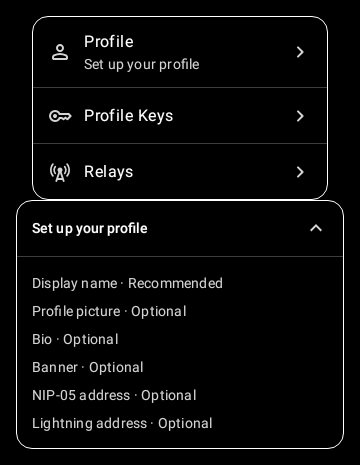 Profile
Set up your profile
Profile Keys
Relays
Set up your profile
Display name · Recommended
Profile picture · Optional
Bio · Optional
Banner · Optional
NIP-05 address · Optional
Lightning address · Optional